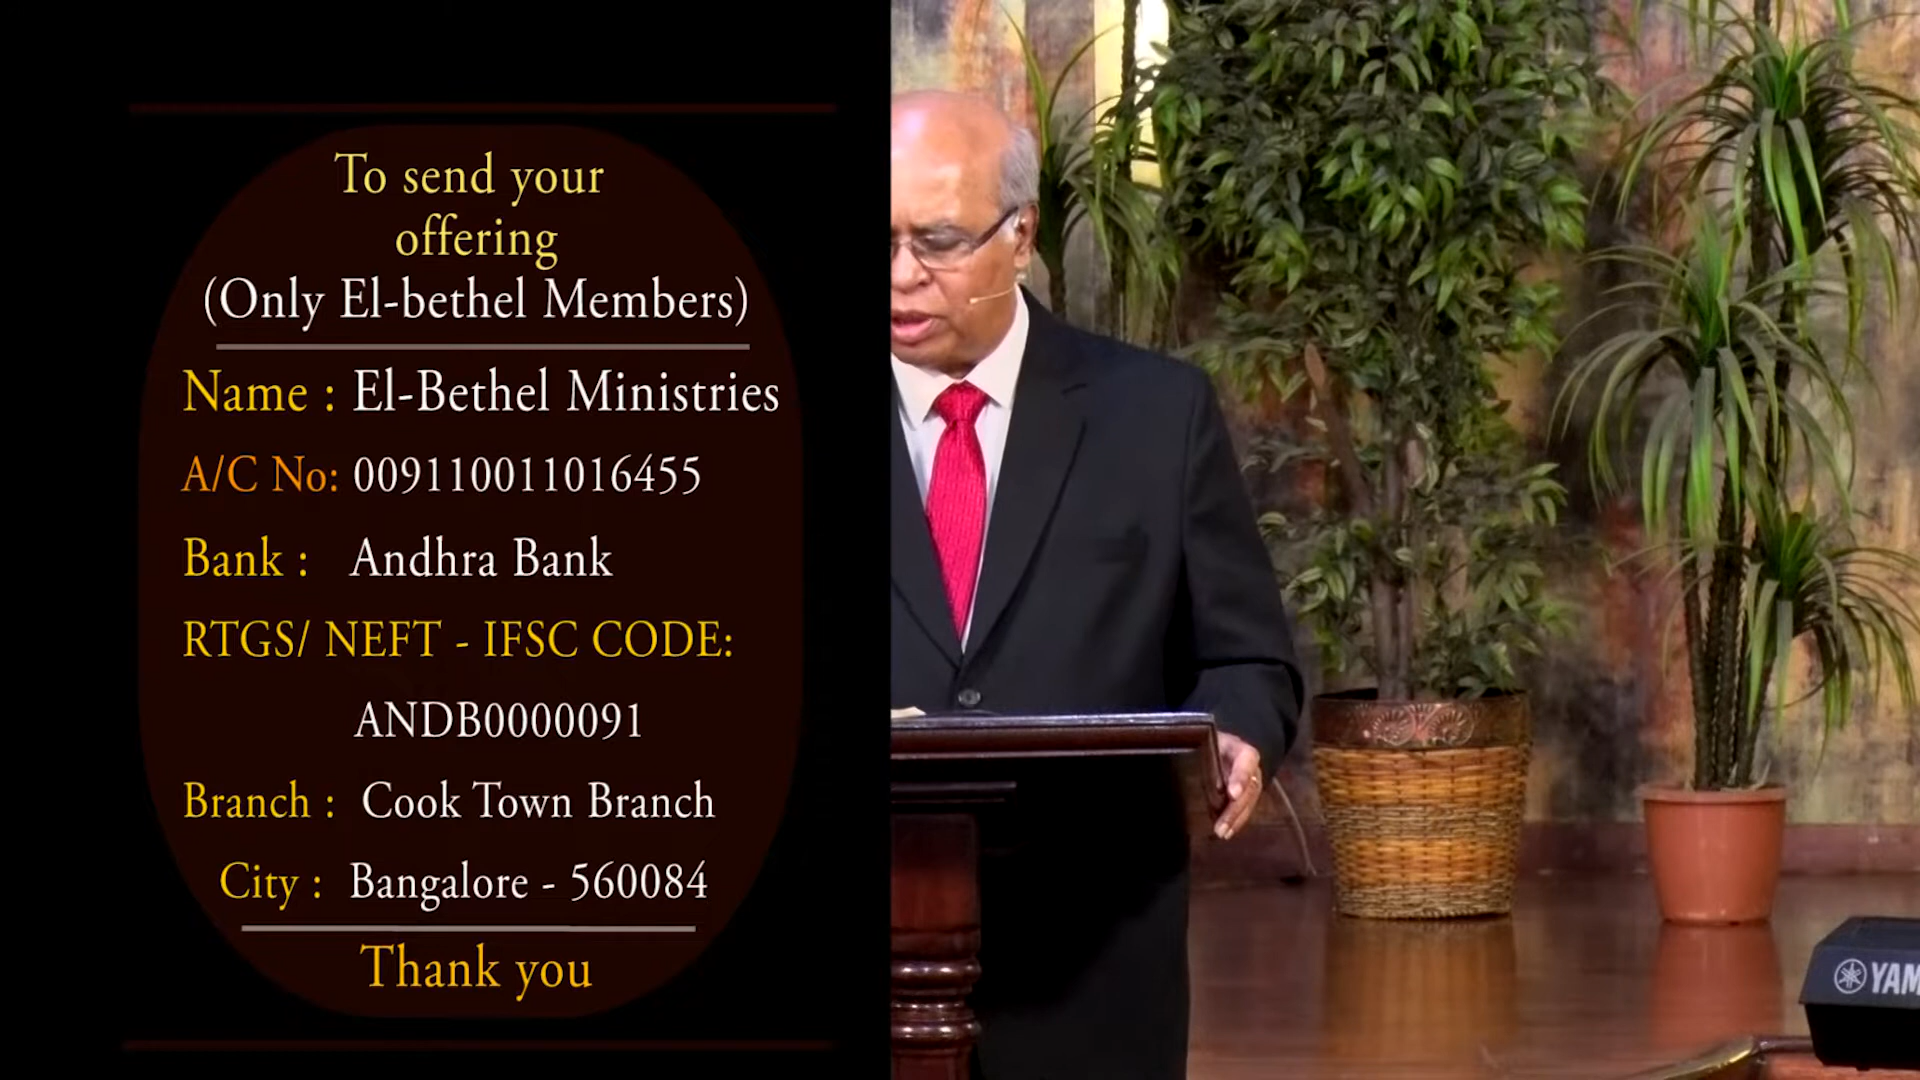 To send your
offering
(Only El-bethel Members)
Name : El-Bethel Ministries
A/C No: 009110011016455
Bank : Andhra Bank
RTGS/ NEFT - IFSC CODE:
ANDB0000091
Branch : Cook Town Branch
City : Bangalore - 560084
Thank you
YAM